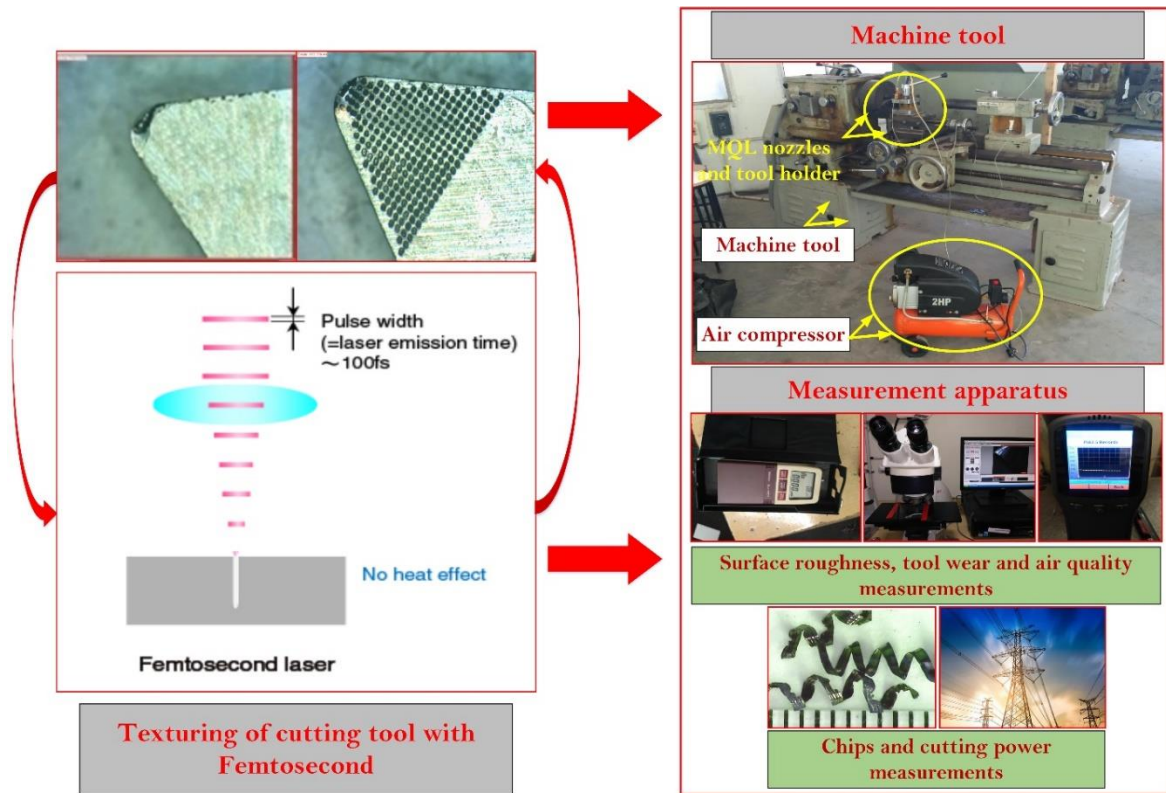 Pulse width
(=laser emission time)
～100fs
No heat effect
Femtosecond laser
Texturing of cutting tool with
Femtosecond
Machine tool
MQL nozzles
and tool holder
Machine tool
2HP
Air compressor
Measurement apparatus
Surface roughness, tool wear and air quality
measurements
Chips and cutting power
measurements